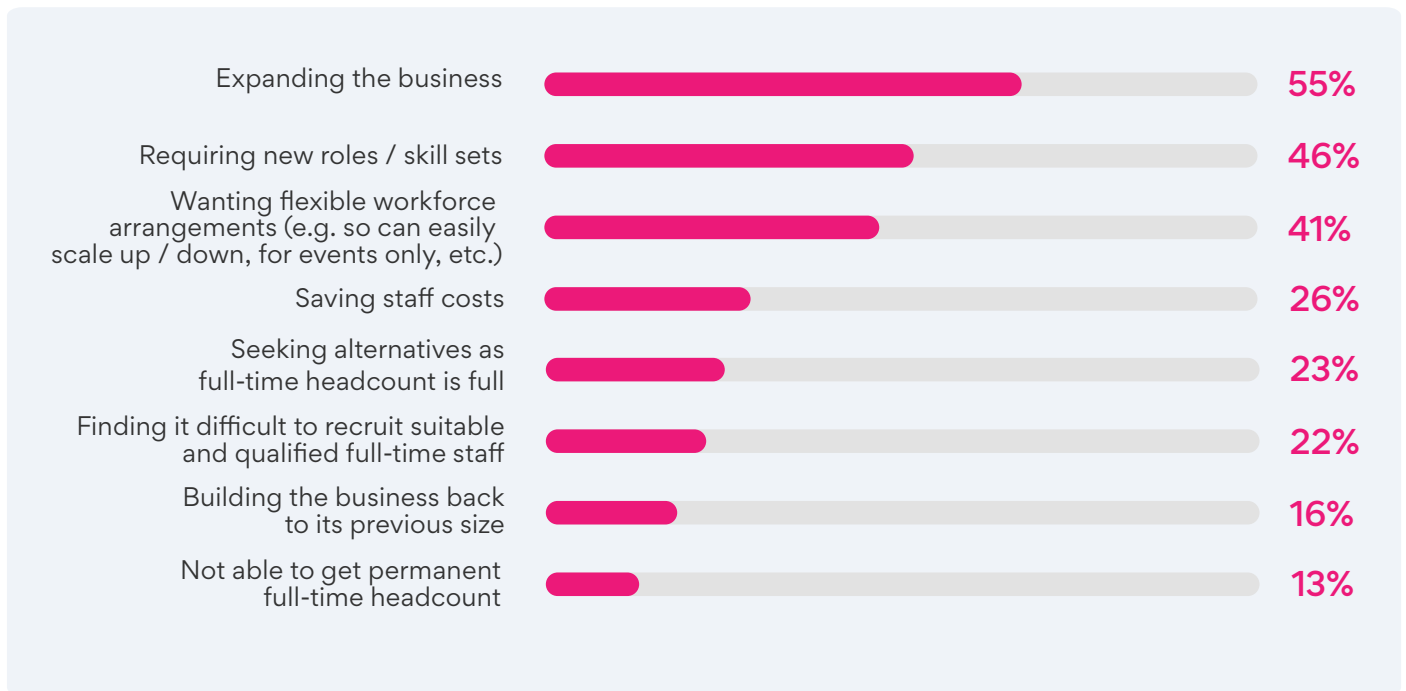 Expanding the business
55%
Requiring new roles / skill sets
46%
Wanting flexible workforce
arrangements (e.g. so can easily
scale up / down, for events only, etc.)
41%
Saving staff costs
26%
Seeking alternatives as
full-time headcount is full
23%
Finding it difficult to recruit suitable
and qualified full-time staff
22%
Building the business back
to its previous size
16%
Not able to get permanent
full-time headcount
13%